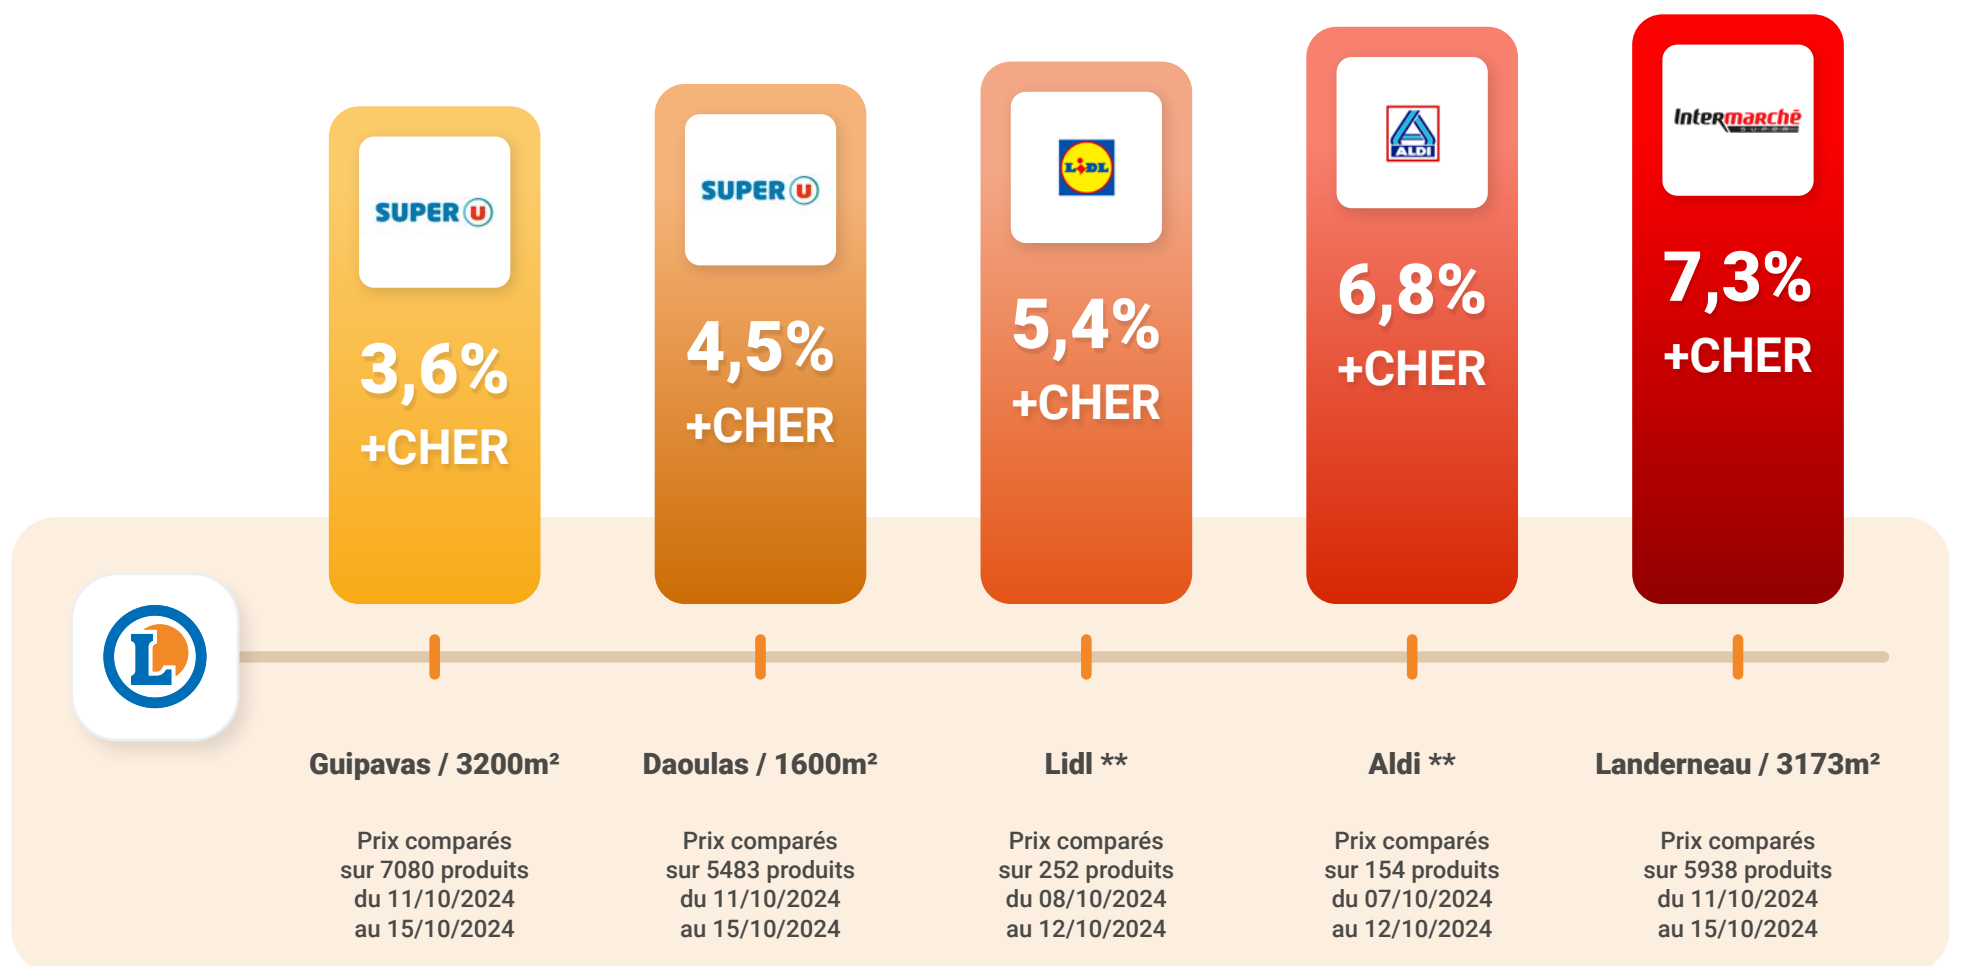 SUPER U
3,6%
+CHER
SUPER U
4,5%
+CHER
LIDL
5,4%
+CHER
ALDI
6,8%
+CHER
Intermarchē
SUPER
7,3%
+CHER
L
Guipavas / 3200m²
Prix comparés
sur 7080 produits
du 11/10/2024
au 15/10/2024
Daoulas / 1600m²
Prix comparés
sur 5483 produits
du 11/10/2024
au 15/10/2024
Lidl **
Prix comparés
sur 252 produits
du 08/10/2024
au 12/10/2024
Aldi **
Prix comparés
sur 154 produits
du 07/10/2024
au 12/10/2024
Landerneau / 3173m²
Prix comparés
sur 5938 produits
du 11/10/2024
au 15/10/2024